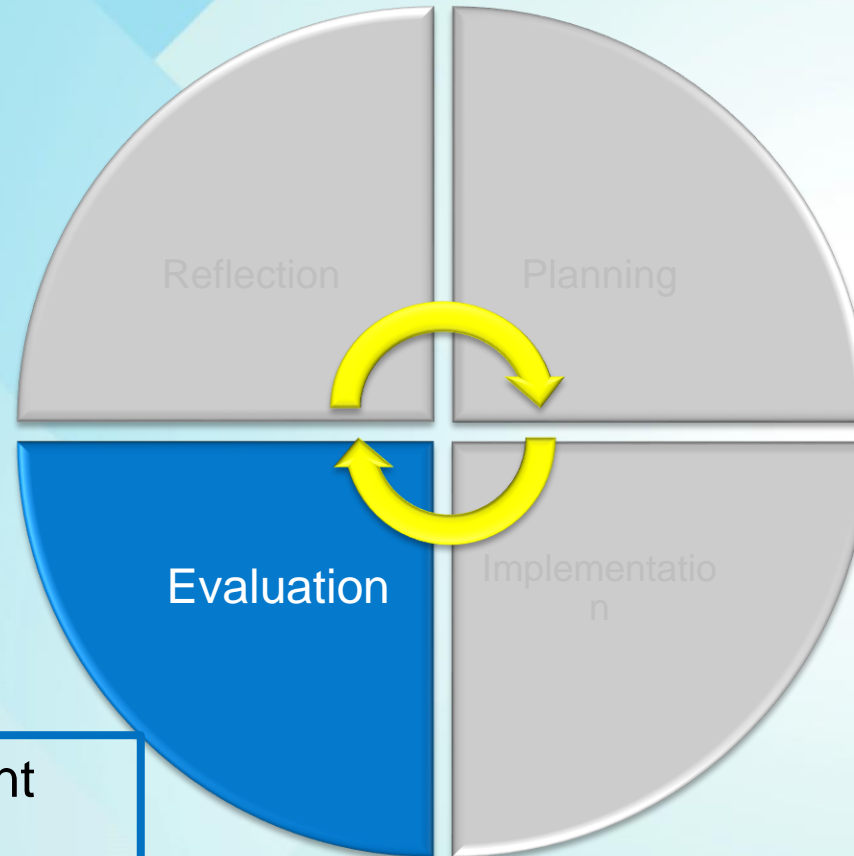 Reflection
Planning
Evaluation
Implementatio
n
nt